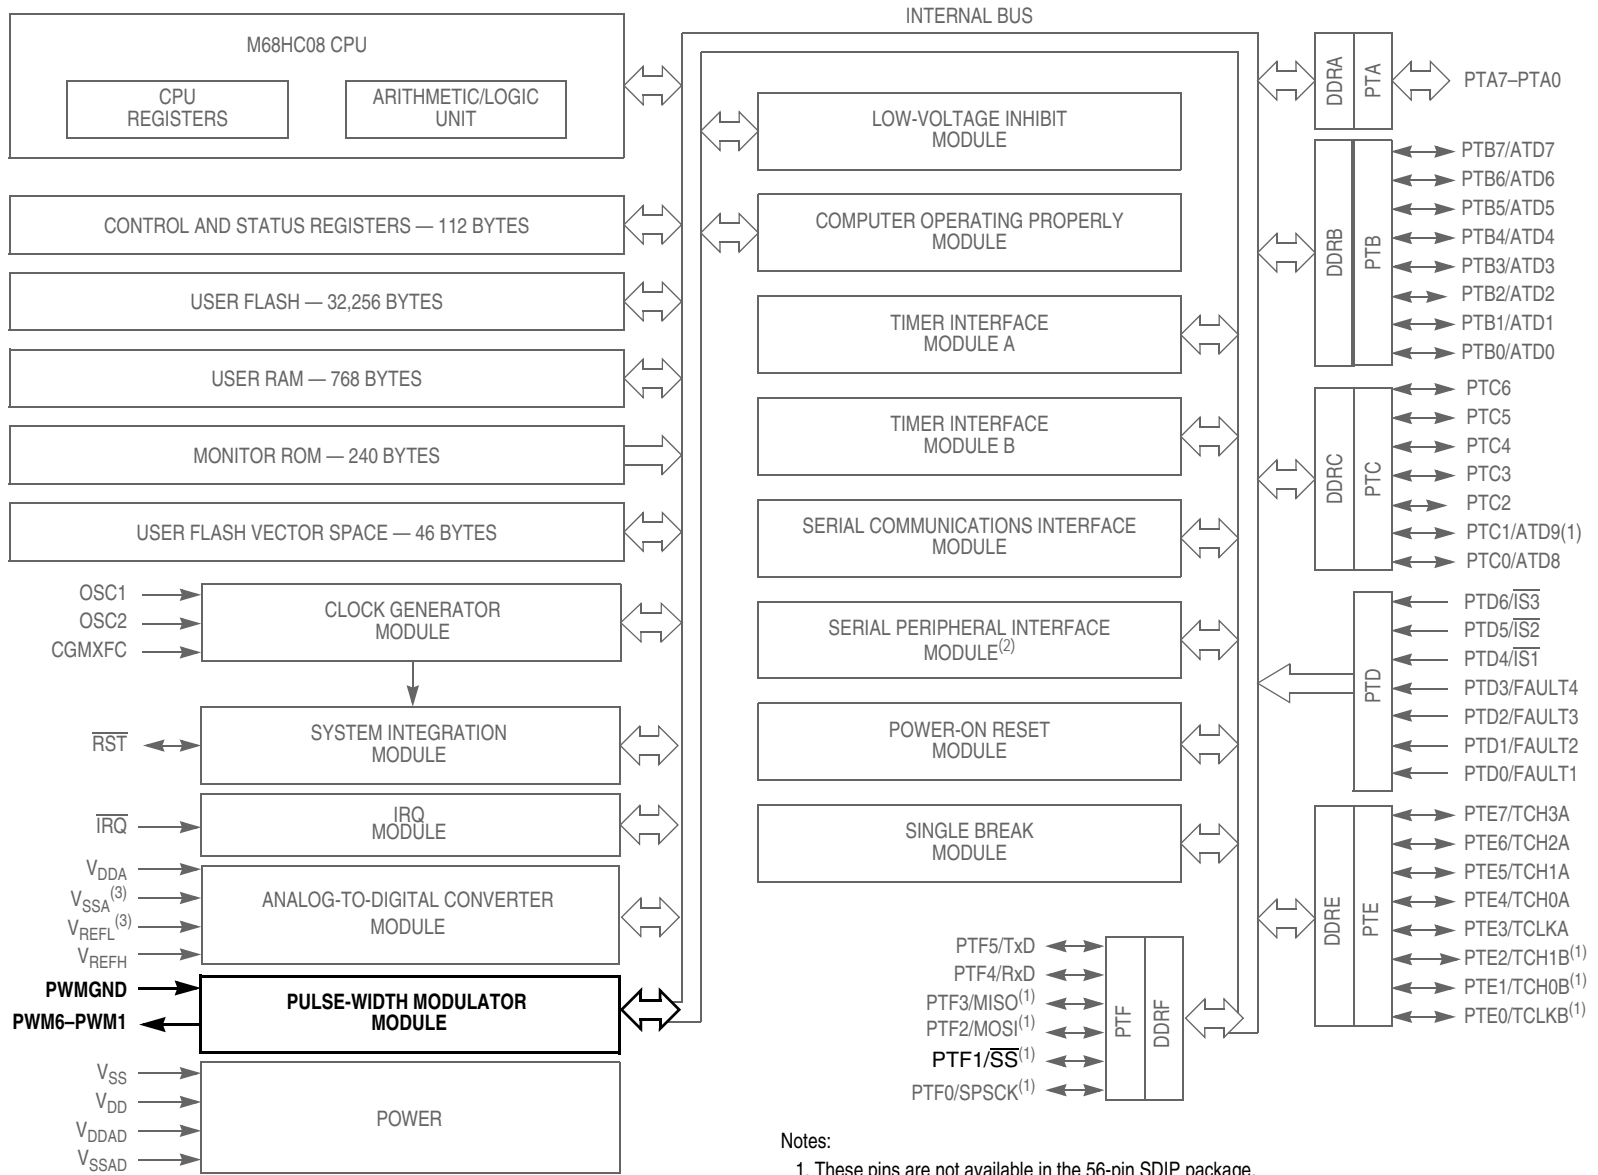 INTERNAL BUS
M68HC08 CPU
CPU
REGISTERS
ARITHMETIC/LOGIC
UNIT
CONTROL AND STATUS REGISTERS — 112 BYTES
USER FLASH — 32,256 BYTES
USER RAM — 768 BYTES
MONITOR ROM — 240 BYTES
USER FLASH VECTOR SPACE — 46 BYTES
OSC1
OSC2
CGMXFC
CLOCK GENERATOR
MODULE
RST
SYSTEM INTEGRATION
MODULE
IRQ
IRQ
MODULE
VDDA
VSSA(3)
VREFL(3)
VREFH
ANALOG-TO-DIGITAL CONVERTER
MODULE
PWMGND
PWM6–PWM1
PULSE-WIDTH MODULATOR
MODULE
VSS
VDD
VDDAD
VSSAD
POWER
LOW-VOLTAGE INHIBIT
MODULE
COMPUTER OPERATING PROPERLY
MODULE
TIMER INTERFACE
MODULE A
TIMER INTERFACE
MODULE B
SERIAL COMMUNICATIONS INTERFACE
MODULE
SERIAL PERIPHERAL INTERFACE
MODULE(2)
POWER-ON RESET
MODULE
SINGLE BREAK
MODULE
PTF5/TxD
PTF4/RxD
PTF3/MISO(1)
PTF2/MOSI(1)
PTF1/SS(1)
PTF0/SPSCK(1)
PTF
DDRF
DDRA
PTA
PTA7–PTA0
DDRB
PTB
PTB7/ATD7
PTB6/ATD6
PTB5/ATD5
PTB4/ATD4
PTB3/ATD3
PTB2/ATD2
PTB1/ATD1
PTB0/ATD0
DDRC
PTC
PTC6
PTC5
PTC4
PTC3
PTC2
PTC1/ATD9(1)
PTC0/ATD8
PTD
PTD6/IS3
PTD5/IS2
PTD4/IS1
PTD3/FAULT4
PTD2/FAULT3
PTD1/FAULT2
PTD0/FAULT1
DDRE
PTE
PTE7/TCH3A
PTE6/TCH2A
PTE5/TCH1A
PTE4/TCH0A
PTE3/TCLKA
PTE2/TCH1B(1)
PTE1/TCH0B(1)
PTE0/TCLKB(1)
Notes:
1. These pins are not available in the 56-pin SDIP package.